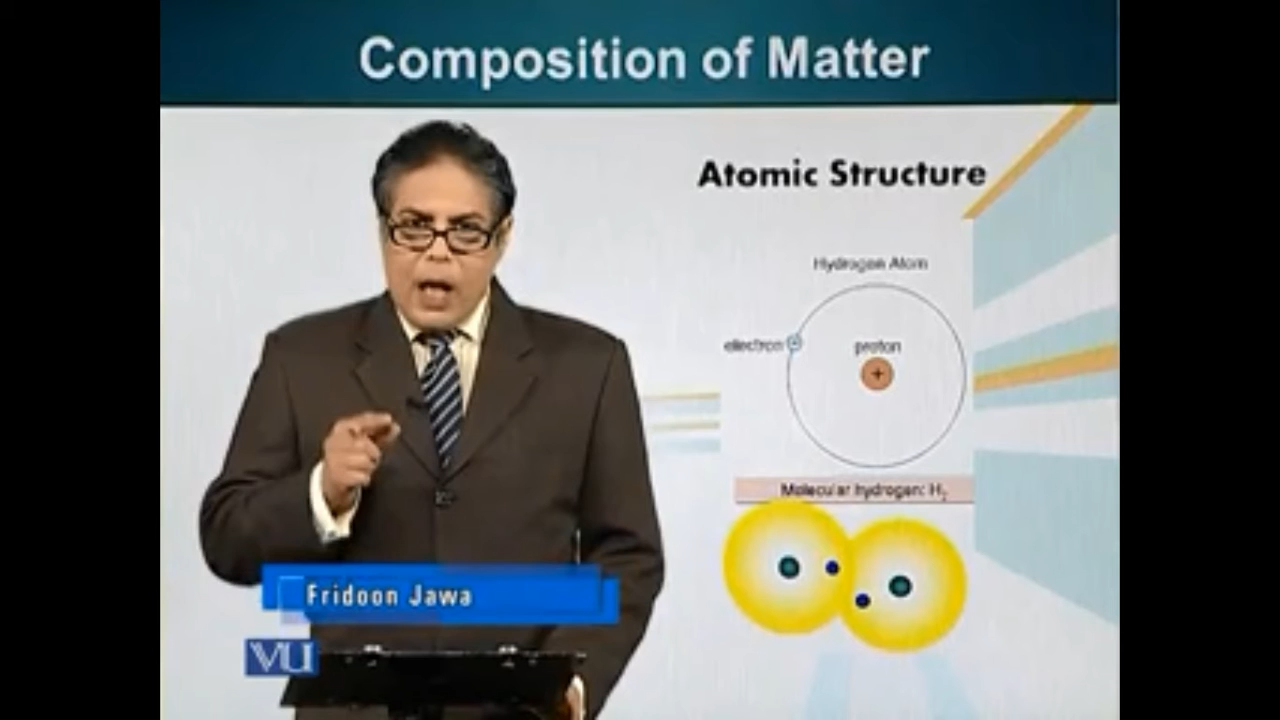 Composition of Matter
Atomic Structure
Hydrogen Atom
electron
proton
+
Molecular hydrogen: H₂
Fridoon Jawa
VU